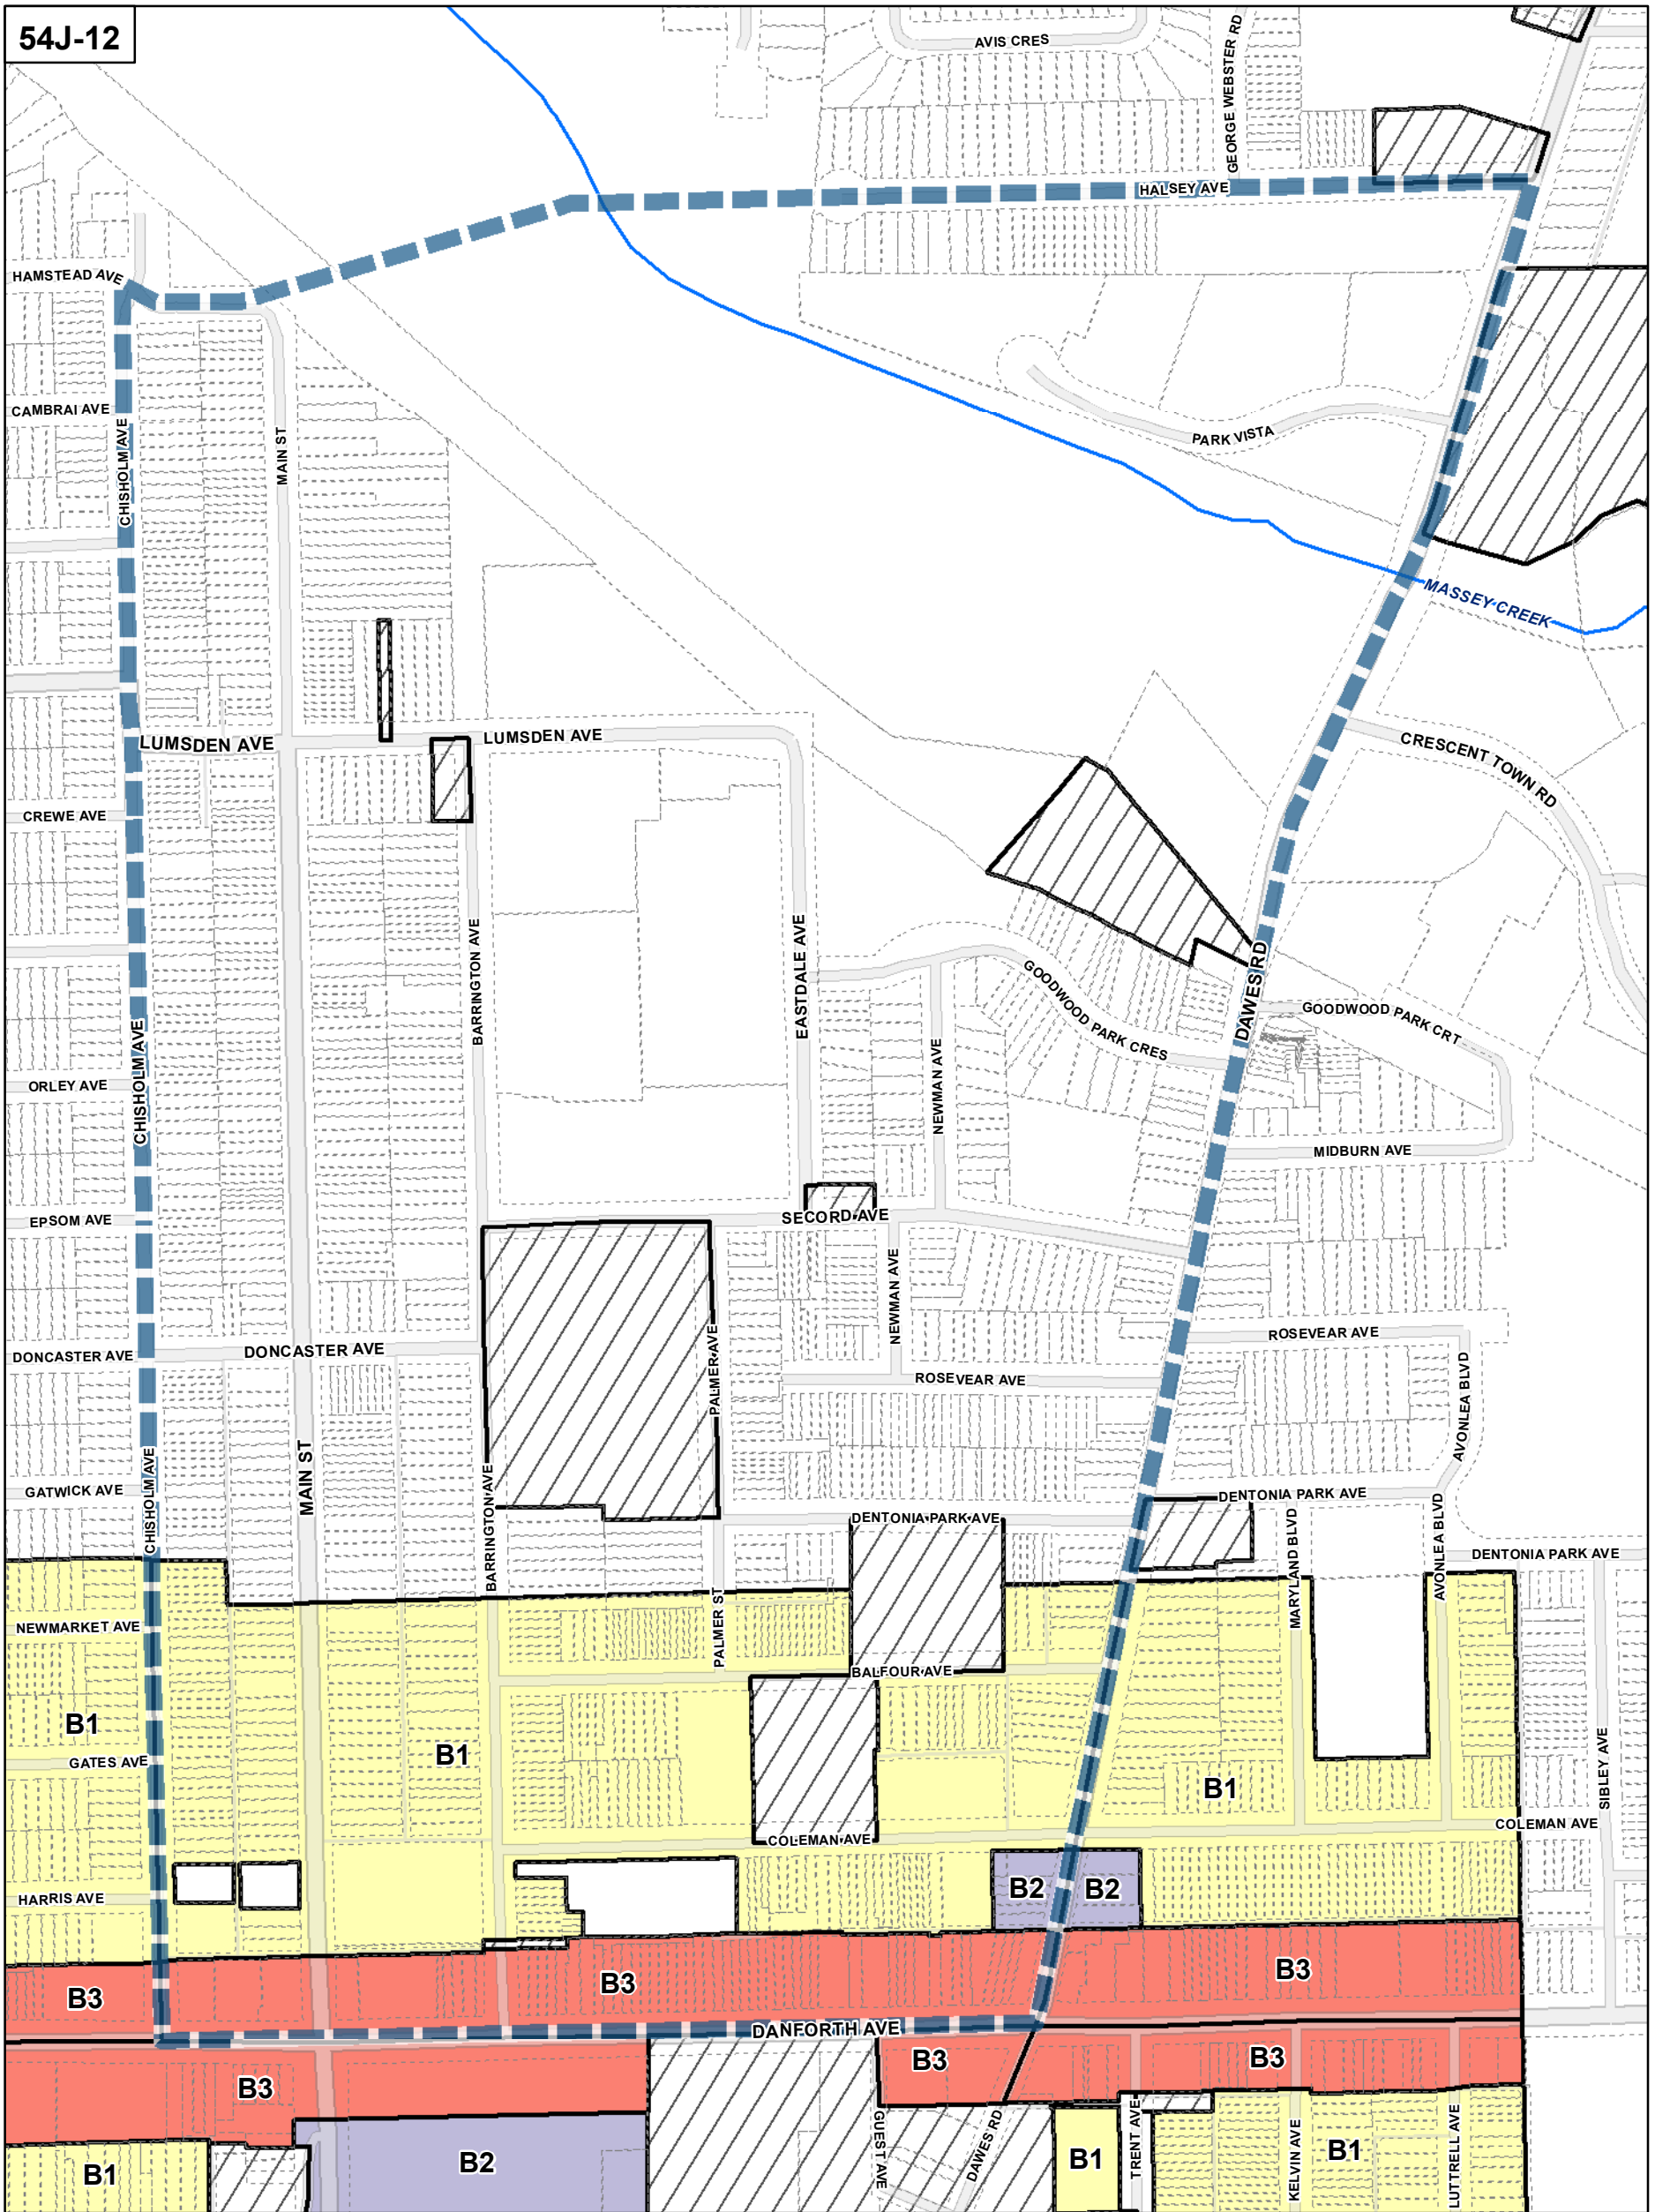 54J-12
AVIS CRES
GEORGE WEBSTER RD
HALSEY AVE
HAMSTEAD AVE
CAMBRAI AVE
CHISHOLM AVE
MAIN ST
PARK VISTA
MASSEY CREEK
LUMSDEN AVE
LUMSDEN AVE
CRESCENT TOWN RD
CREWE AVE
BARRINGTON AVE
EASTDALE AVE
GOODWOOD PARK CRES
DAWES RD
GOODWOOD PARK CRT
CHISHOLM AVE
NEWMAN AVE
ORLEY AVE
MIDBURN AVE
EPSOM AVE
SECORD AVE
NEWMAN AVE
ROSEVEAR AVE
DONCASTER AVE
DONCASTER AVE
PALMER AVE
ROSEVEAR AVE
AVONLEA BLVD
MAIN ST
GATWICK AVE
CHISHOLM AVE
BARRINGTON AVE
DENTONIA PARK AVE
DENTONIA PARK AVE
MARYLAND BLVD
AVONLEA BLVD
DENTONIA PARK AVE
NEWMARKET AVE
PALMER ST
BALFOUR AVE
B1
B1
GATES AVE
B1
SIBLEY AVE
COLEMAN AVE
COLEMAN AVE
HARRIS AVE
B2
B2
B3
B3
B3
DANFORTH AVE
B3
B3
B3
GUEST AVE
DAWES RD
TRENT AVE
KELVIN AVE
LUTTRELL AVE
B1
B2
B1
B1